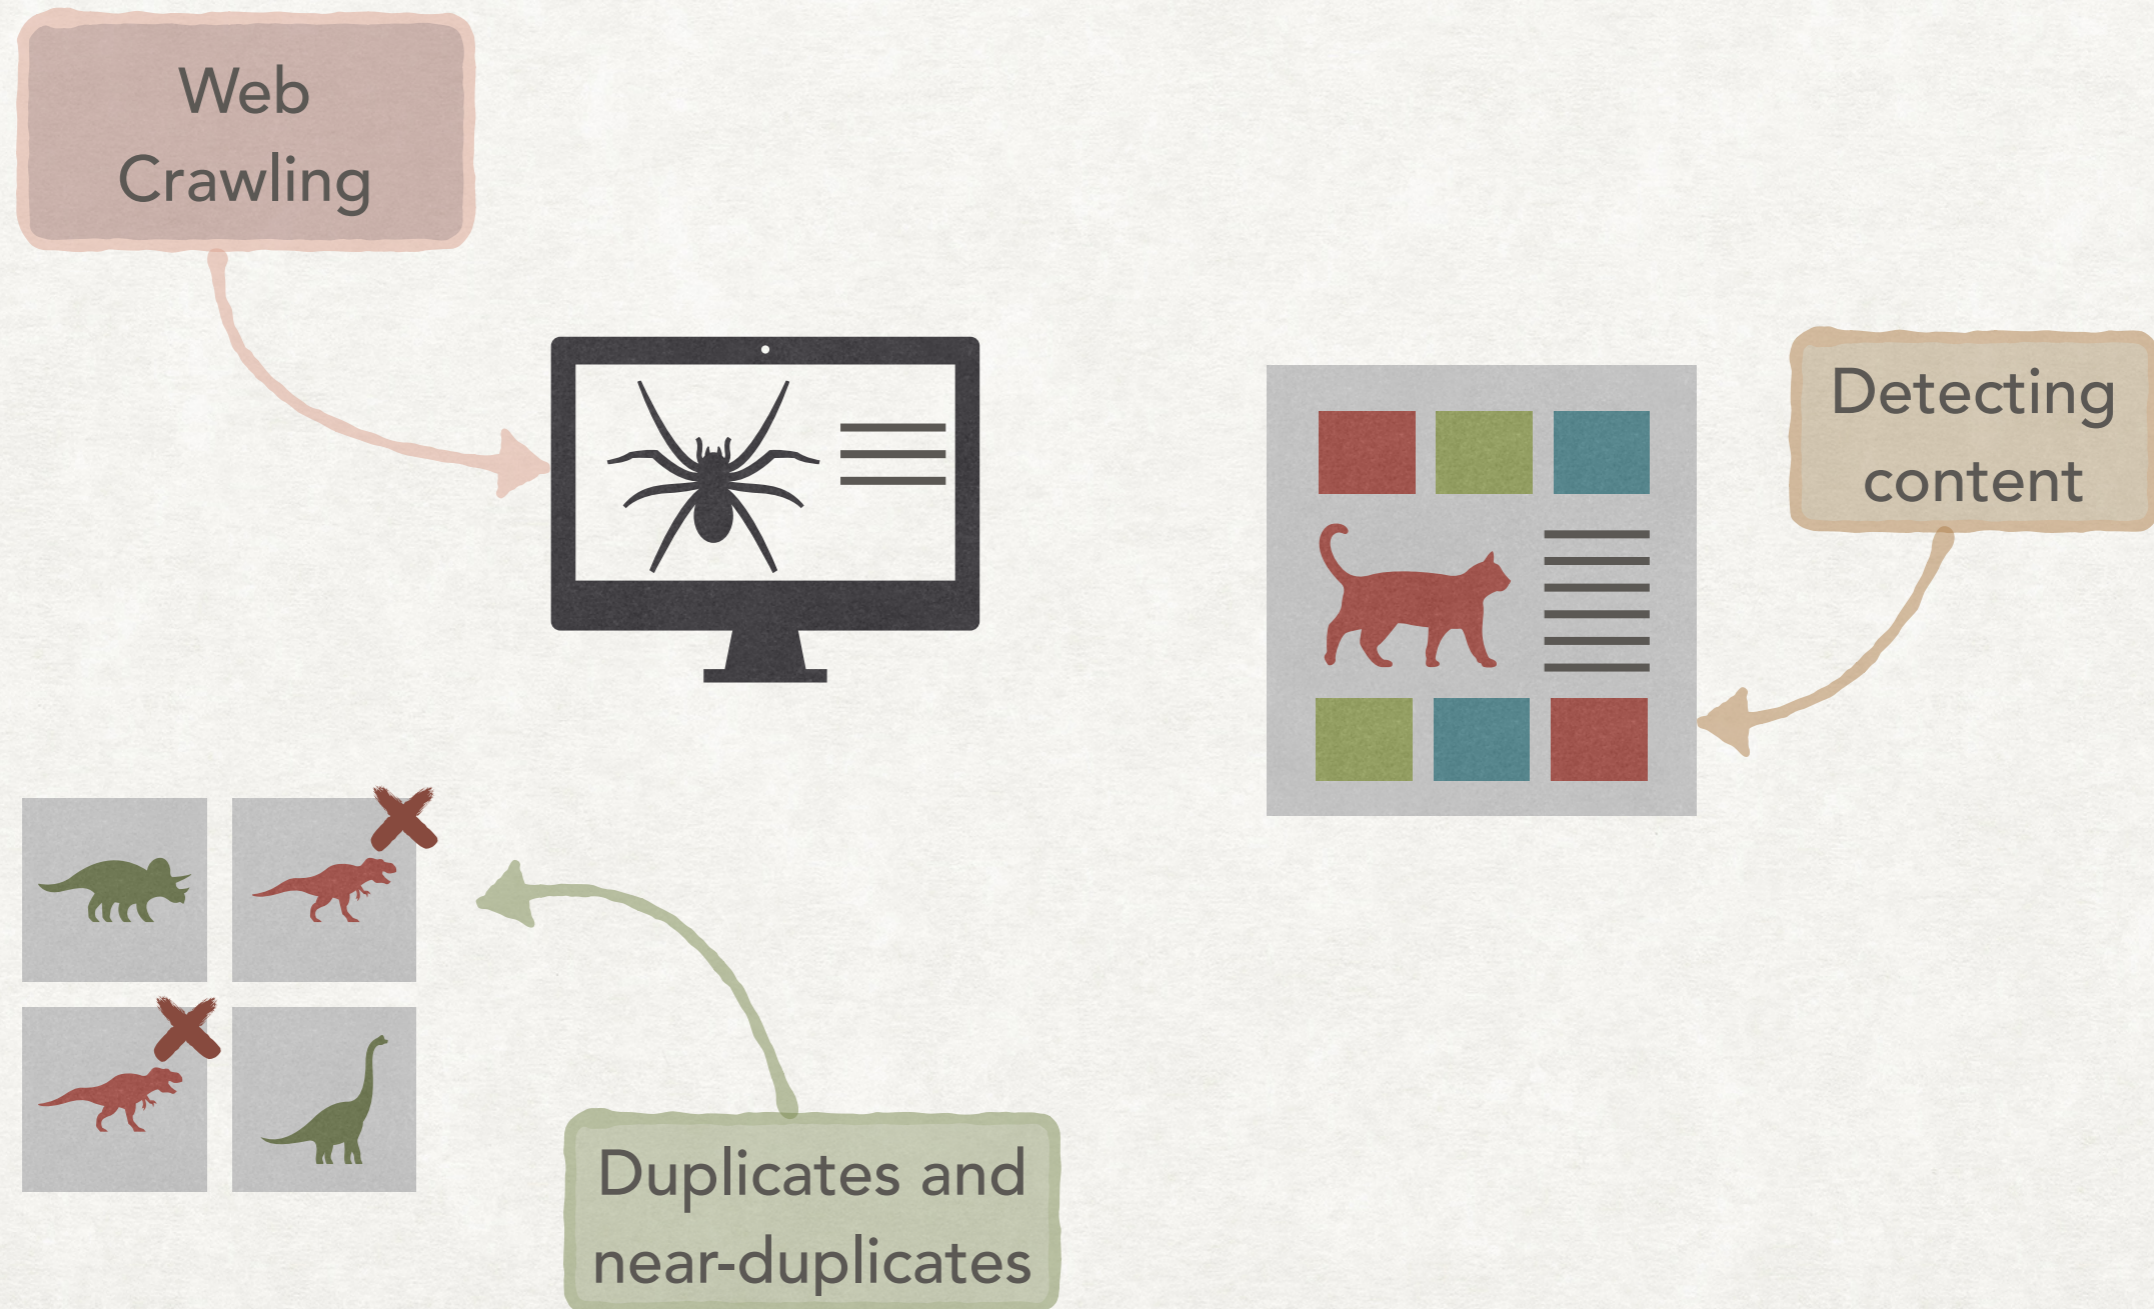 Web
Crawling
Detecting
content
Duplicates and
near-duplicates